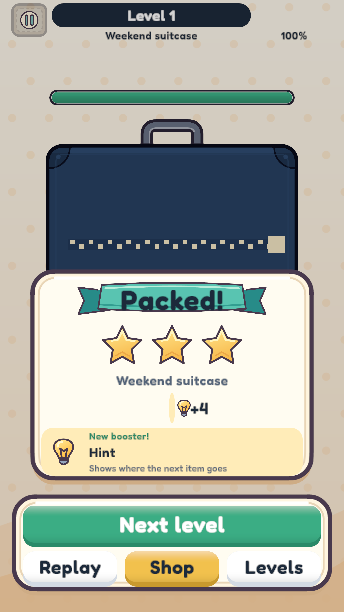 Level 1
Weekend suitcase
100%
Packed!
Weekend suitcase
+4
New booster!
Hint
Shows where the next item goes
Next level
Replay
Shop
Levels